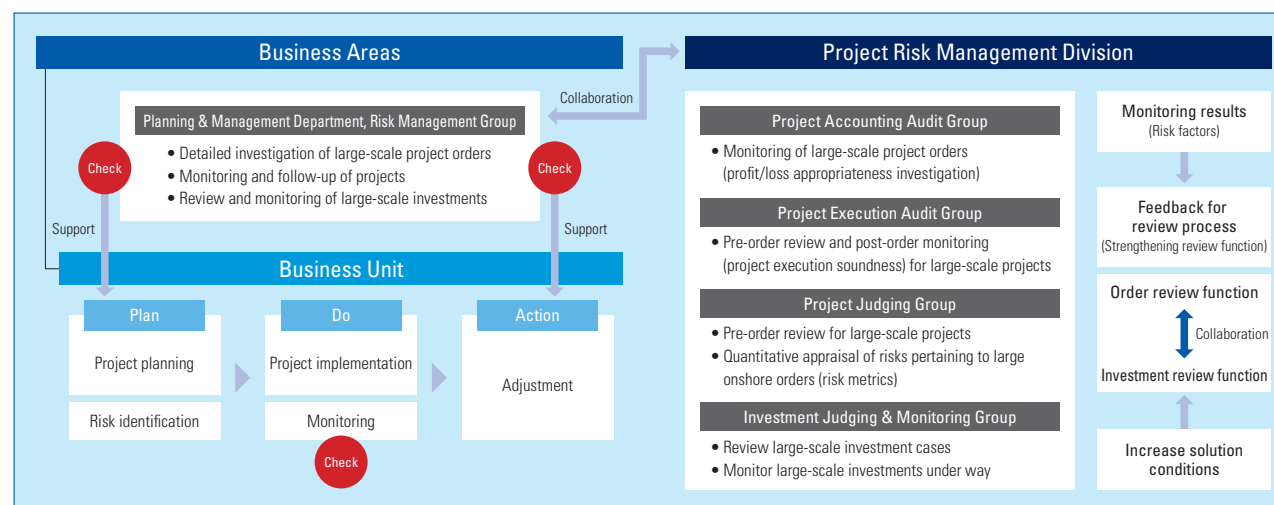 Business Areas
Collaboration
Planning & Management Department, Risk Management Group
• Detailed investigation of large-scale project orders
• Monitoring and follow-up of projects
• Review and monitoring of large-scale investments
Check
Check
Support
Support
Business Unit
Plan
Project planning
Risk identification
Do
Project implementation
Monitoring
Check
Action
Adjustment
Project Risk Management Division
Project Accounting Audit Group
• Monitoring of large-scale project orders
(profit/loss appropriateness investigation)
Project Execution Audit Group
• Pre-order review and post-order monitoring
(project execution soundness) for large-scale projects
Project Judging Group
• Pre-order review for large-scale projects
• Quantitative appraisal of risks pertaining to large
onshore orders (risk metrics)
Investment Judging & Monitoring Group
• Review large-scale investment cases
• Monitor large-scale investments under way
Monitoring results
(Risk factors)
Feedback for
review process
(Strengthening review function)
Order review function
Collaboration
Investment review function
Increase solution
conditions